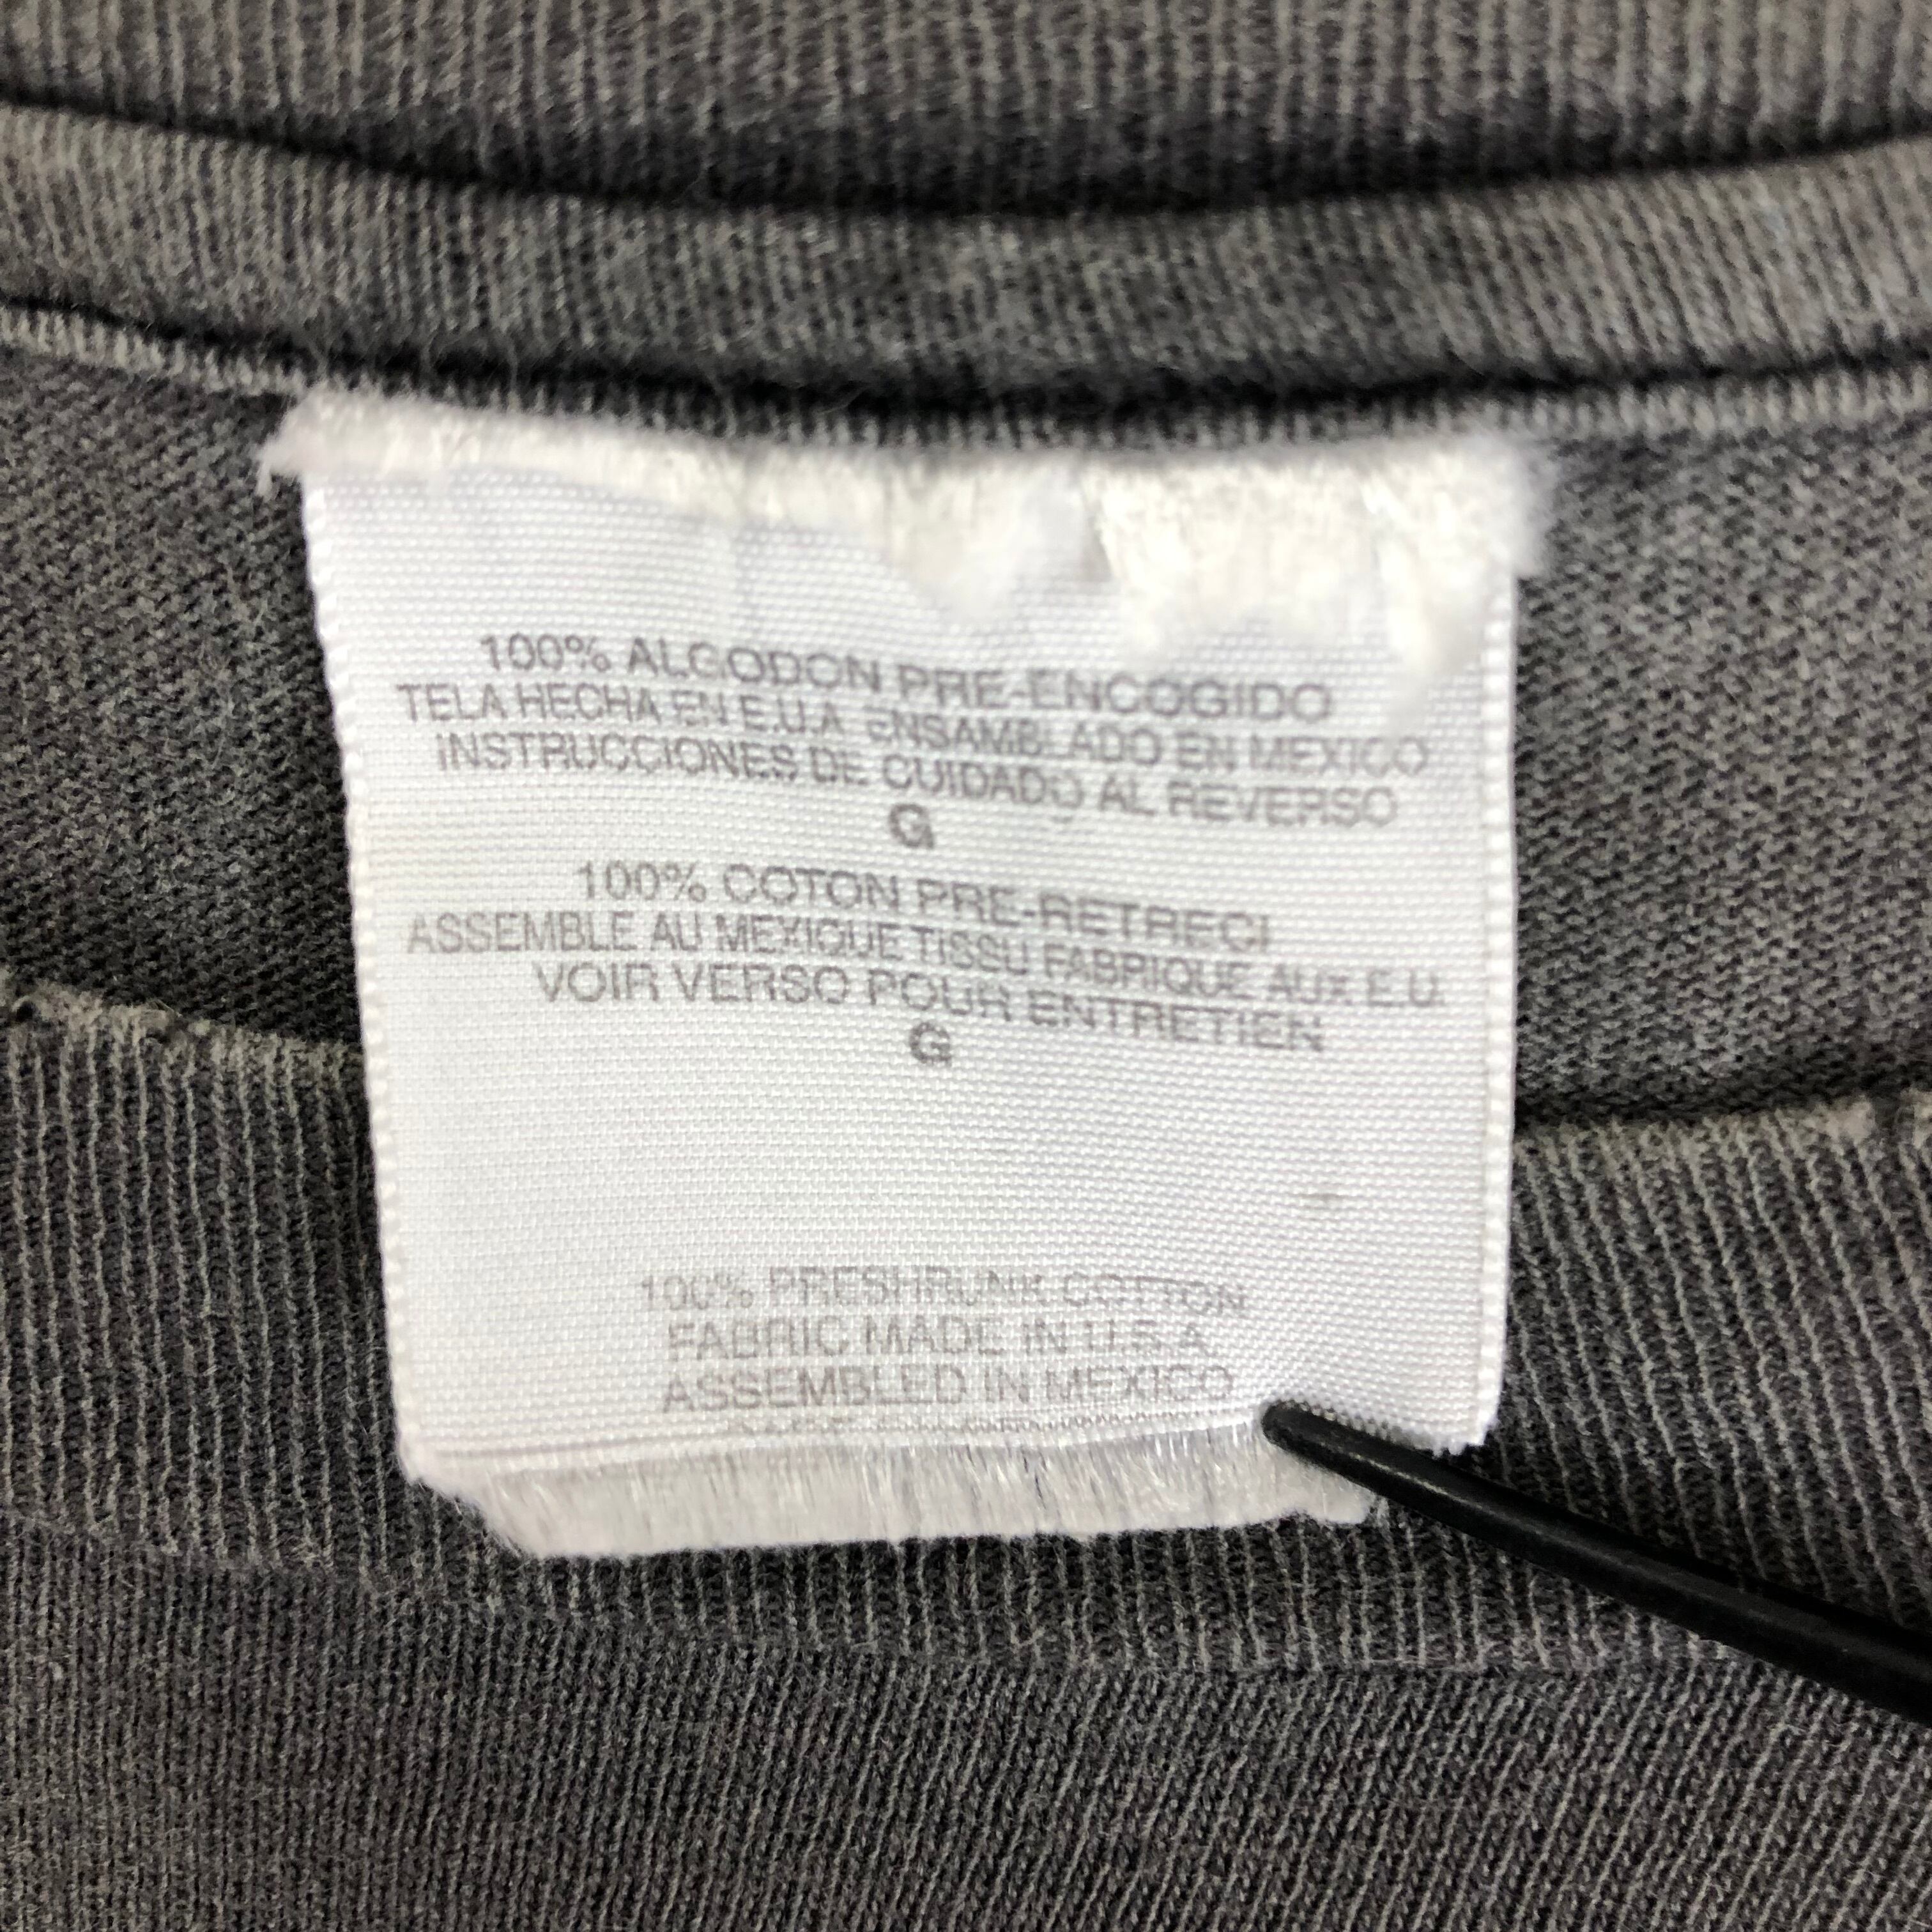 100% ALGODON PRE-ENCOGIDO
TELA HECHA EN E.U.A ENSAMBLADO EN MEXICO
INSTRUCCIONES DE CUIDADO AL REVERSO
G
100% COTON PRE-RETRECI
ASSEMBLE AU MEXIQUE TISSU FABRIQUE AUX E.U.
VOIR VERSO POUR ENTRETIEN
G
100% PRESHRUNK COTTON
FABRIC MADE IN U.S.A.
ASSEMBLED IN MEXICO